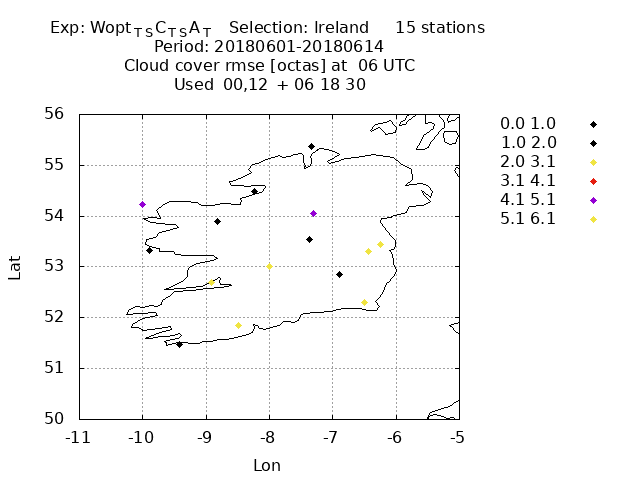 Exp: Wopt_TS C_TS A_T Selection: Ireland 15 stations
Period: 20180601-20180614
Cloud cover rmse [octas] at 06 UTC
Used 00,12 + 06 18 30
56
55
54
53
52
51
50
Lat
-11 -10 -9 -8 -7 -6 -5
Lon
0.0 1.0
1.0 2.0
2.0 3.1
3.1 4.1
4.1 5.1
5.1 6.1